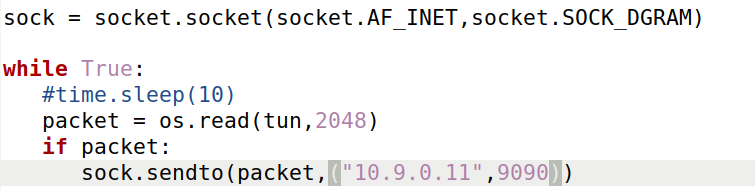 sock = socket.socket(socket.AF_INET,socket.SOCK_DGRAM)
while True:
   #time.sleep(10)
   packet = os.read(tun,2048)
   if packet:
      sock.sendto(packet,("10.9.0.11",9090))